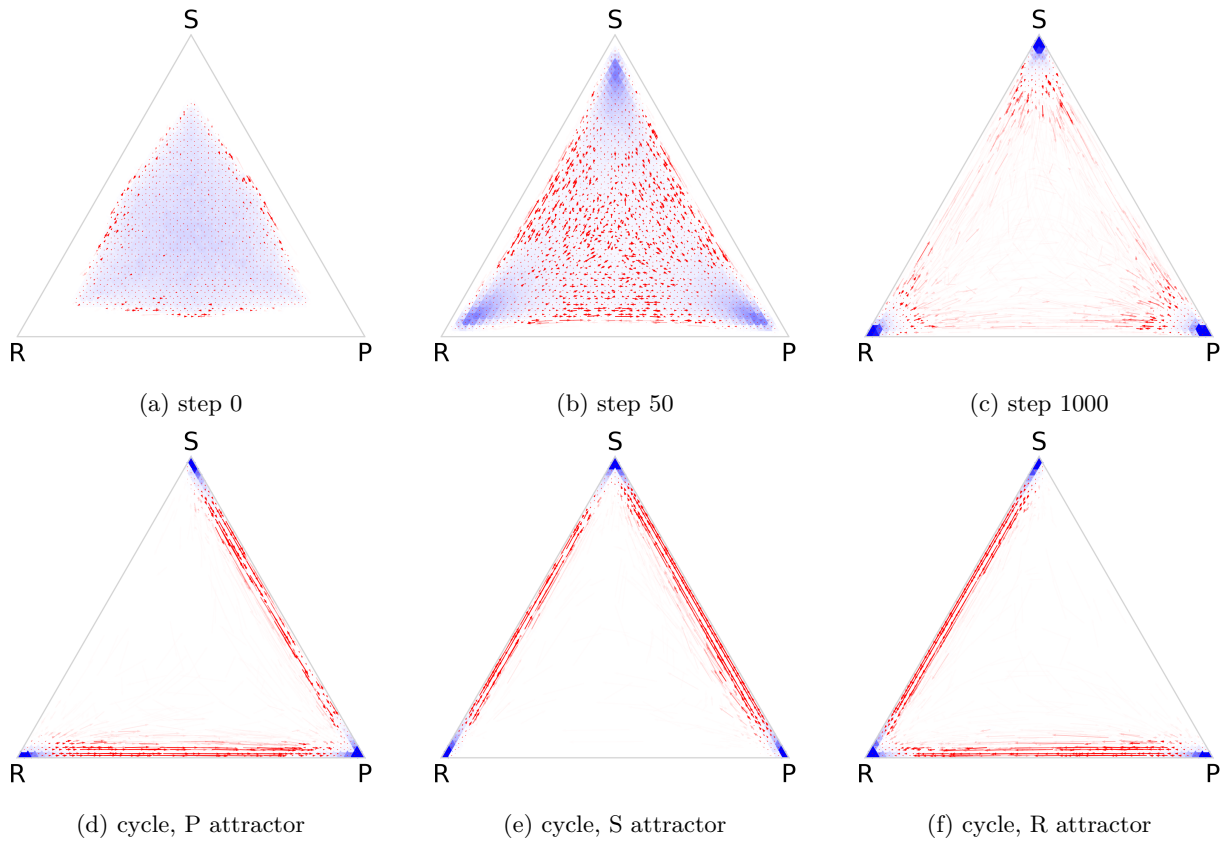 S S S
R P R P R P
(a) step 0 (b) step 50 (c) step 1000
S S S
R P R P R P
(d) cycle, P attractor (e) cycle, S attractor (f) cycle, R attractor